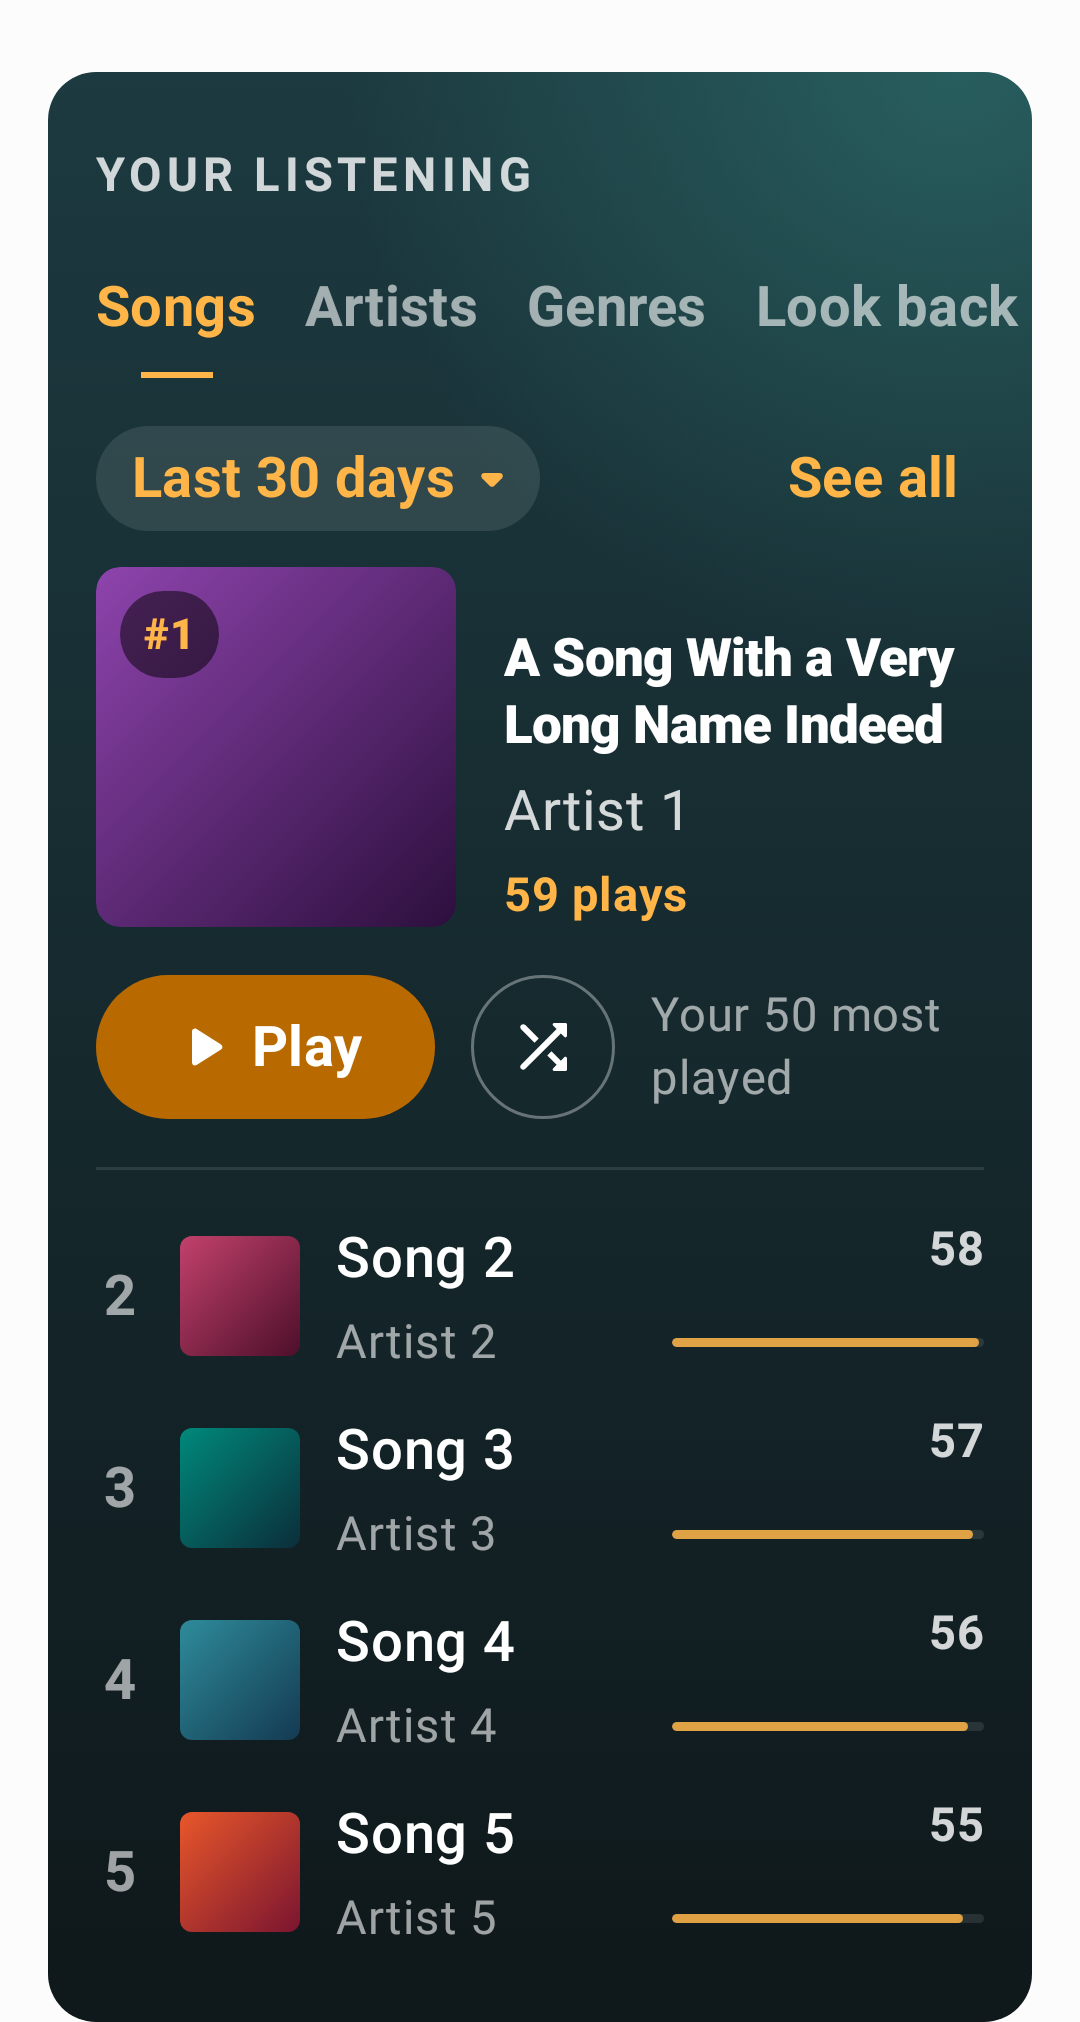 YOUR LISTENING
Songs Artists Genres Look back
Last 30 days See all
#1
A Song With a Very
Long Name Indeed
Artist 1
59 plays
Play
Your 50 most
played
2 Song 2 58
Artist 2
3 Song 3 57
Artist 3
4 Song 4 56
Artist 4
5 Song 5 55
Artist 5